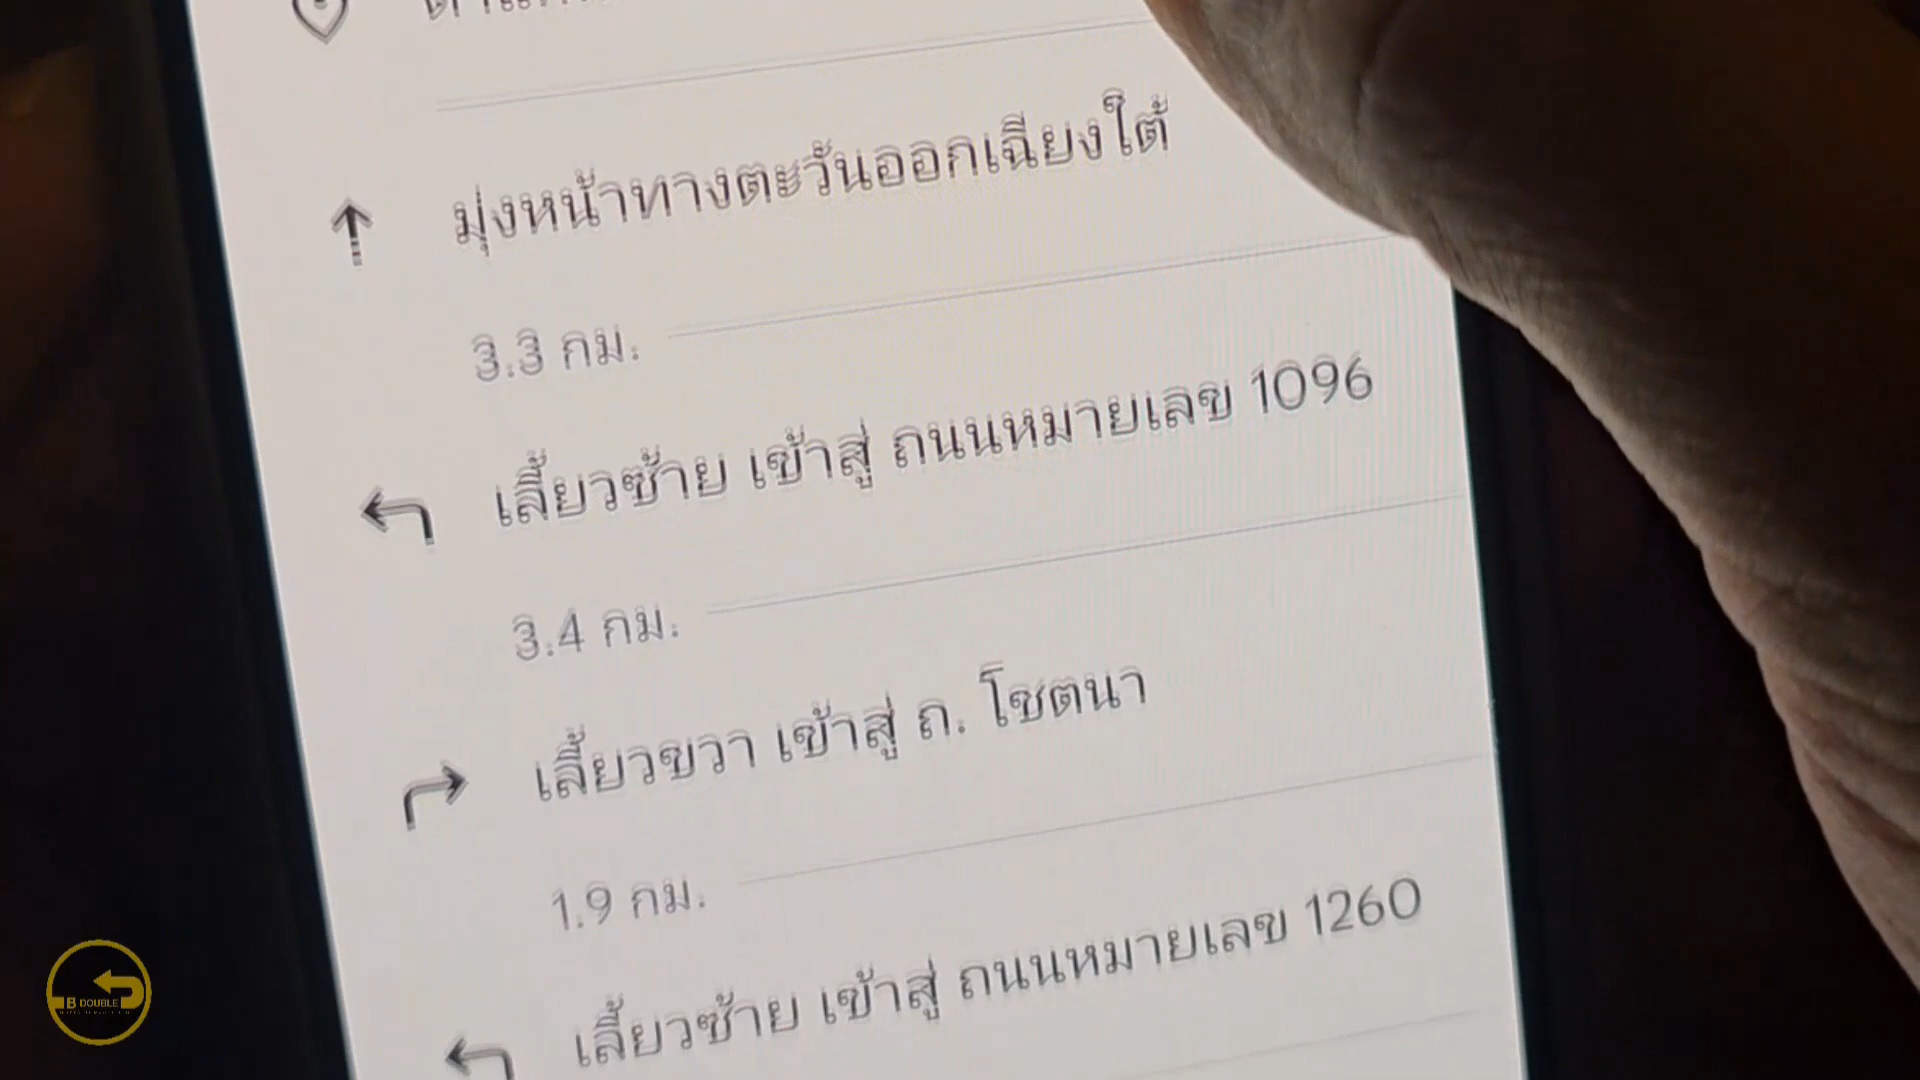 มุ่งหน้าทางตะวันออกเฉียงใต้
3.3 กม.
เลี้ยวซ้าย เข้าสู่ ถนนหมายเลข 1096
3.4 กม.
เลี้ยวขวา เข้าสู่ ถ. โชตนา
1.9 กม.
เลี้ยวซ้าย เข้าสู่ ถนนหมายเลข 1260
B DOUBLE